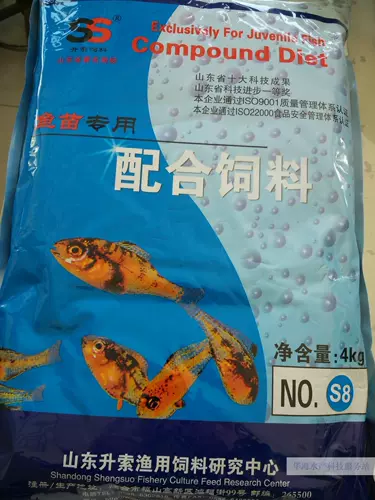 SS
®
升索饲料
Exclusively For Juvenile Fish
Compound Diet
山东省十大科技成果
山东省科技进步一等奖
本企业通过ISO9001质量管理体系认证
本企业通过ISO22000食品安全管理体系认证
鱼苗专用
配合饲料
净含量:4kg
NO. S8
山东升索渔用饲料研究中心
Shandong Shengsuo Fishery Culture Feed Research Center
265500